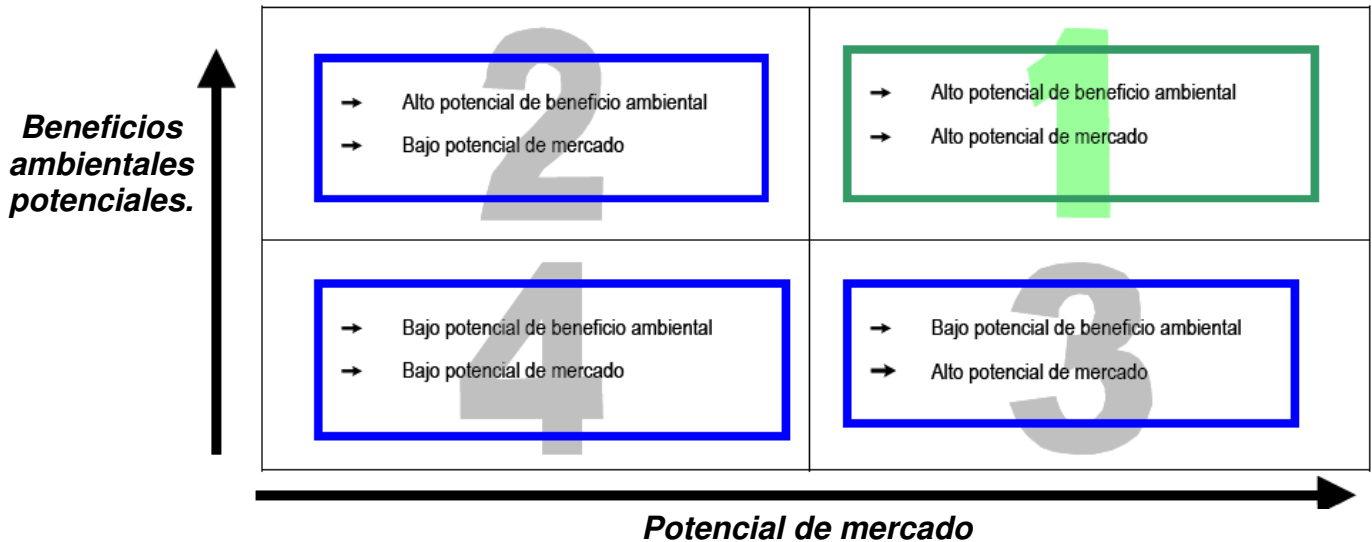 Beneficios
ambientales
potenciales.
2
→ Alto potencial de beneficio ambiental
→ Bajo potencial de mercado
1
→ Alto potencial de beneficio ambiental
→ Alto potencial de mercado
4
→ Bajo potencial de beneficio ambiental
→ Bajo potencial de mercado
3
→ Bajo potencial de beneficio ambiental
→ Alto potencial de mercado
Potencial de mercado